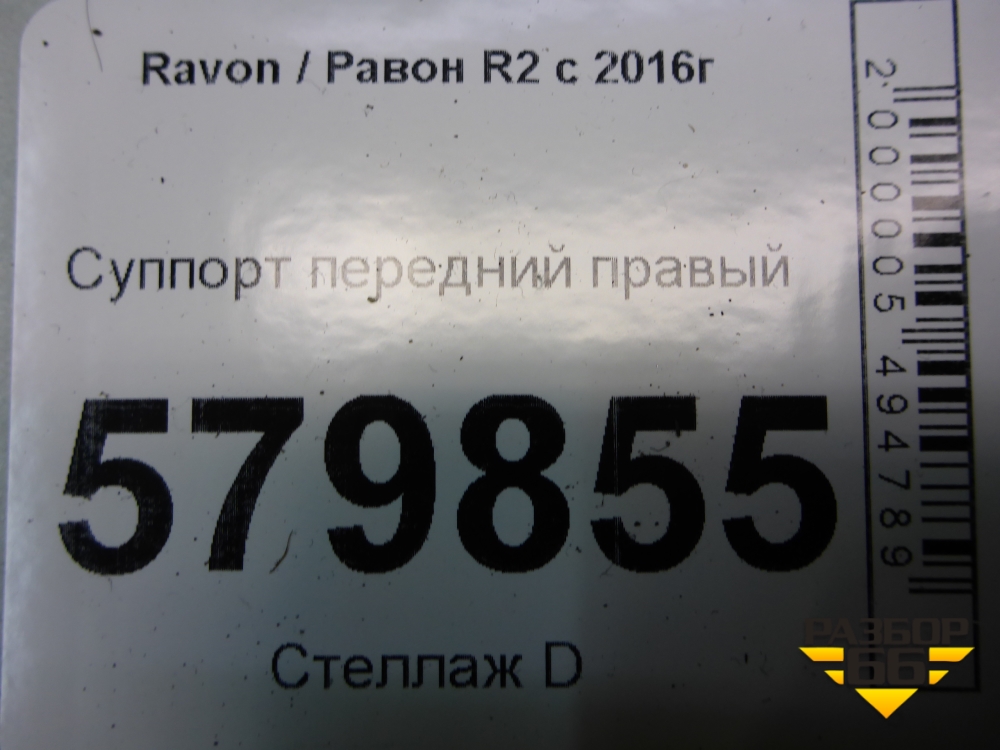 Ravon / Равон R2 с 2016г
Суппорт передний правый
579855
Стеллаж D
2000005494789
РАЗБОР
66